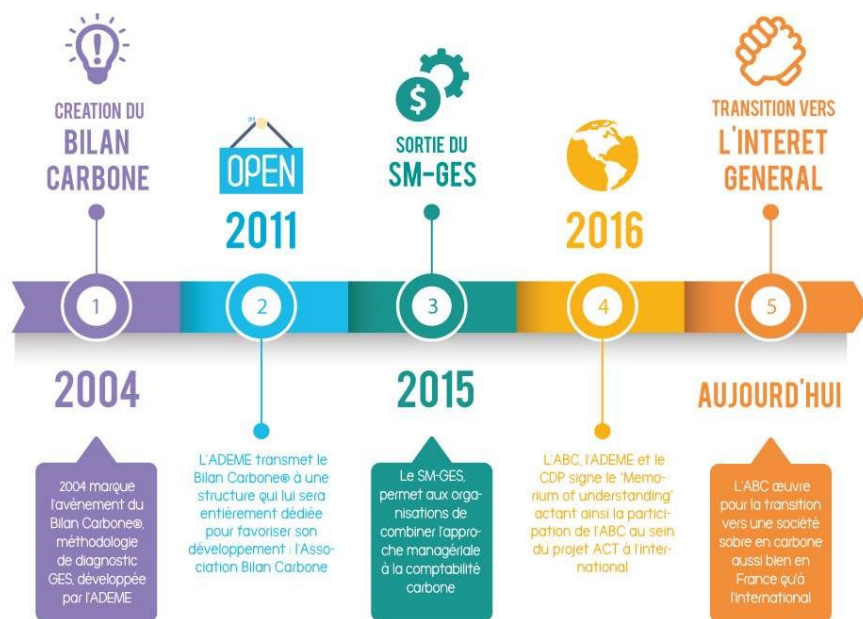 CREATION DU
BILAN
CARBONE
1
2004
2004 marque
l'avènement du
Bilan Carbone®,
méthodologie
de diagnostic
GES, développée
par l'ADEME
OPEN
2011
2
L'ADEME transmet le
Bilan Carbone® à une
structure qui lui sera
entièrement dédiée
pour favoriser son
développement : l'Asso-
ciation Bilan Carbone
$
SORTIE DU
SM-GES
3
2015
Le SM-GES,
permet aux orga-
nisations de
combiner l'appro-
che managériale
à la comptabilité
carbone
2016
4
L'ABC, l'ADEME et le
CDP signe le "Memo-
rium of understanding"
actant ainsi la partici-
pation de l'ABC au sein
du projet ACT à l'inter-
national
TRANSITION VERS
L'INTERET
GENERAL
5
AUJOURD'HUI
L'ABC œuvre
pour la transition
vers une société
sobre en carbone
aussi bien en
France qu'à
l'international